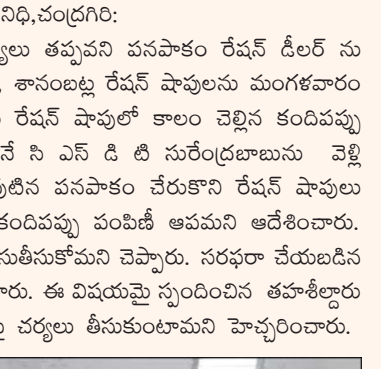 నిధి,చంద్రగిరి:
తప్పవని పనపాకం రేషన్ డీలర్ ను
శానంబట్ల రేషన్ షాపులను మంగళవారం
రేషన్ షాపులో కాలం చెల్లిన కందిపప్పు
నే సి ఎస్ డి టి సురేంద్రబాబును వెళ్లి
పనపాకం చేరుకొని రేషన్ షాపులు
కందిపప్పు పంపిణీ ఆపమని ఆదేశించారు.
చెప్పారు. సరఫరా చేయబడిన
ఈ విషయమై స్పందించిన తహశీల్దారు
చర్యలు తీసుకుంటామని హెచ్చరించారు.